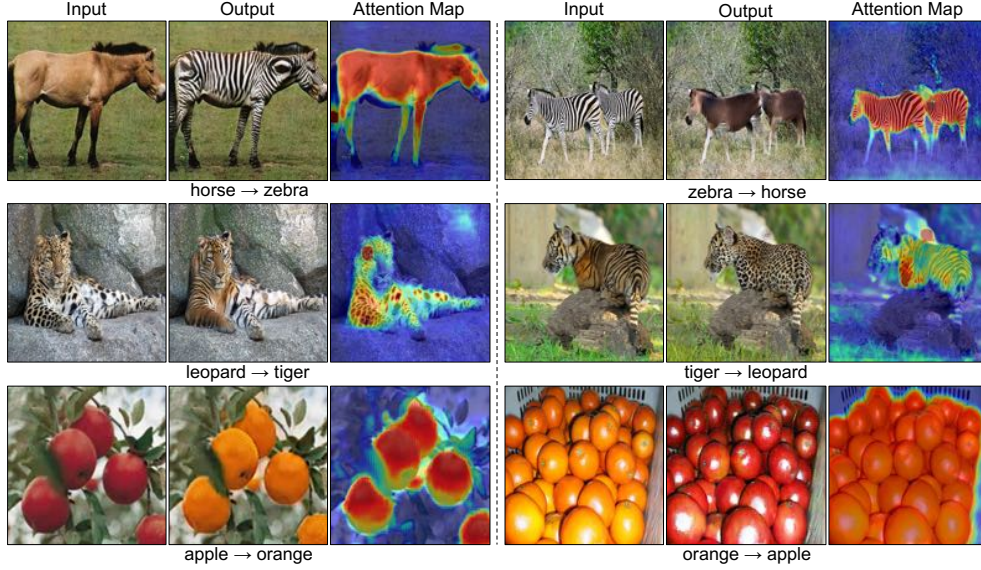 Input Output Attention Map Input Output Attention Map
horse → zebra zebra → horse
leopard → tiger tiger → leopard
apple → orange orange → apple